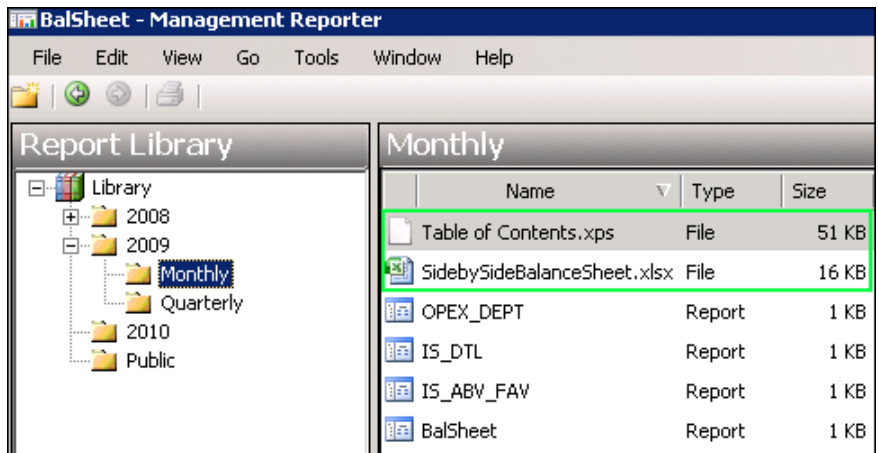 BalSheet - Management Reporter
File Edit View Go Tools Window Help
Report Library
Library
2008
2009
Monthly
Quarterly
2010
Public
Monthly
Name Type Size
Table of Contents.xps File 51 KB
SidebySideBalanceSheet.xlsx File 16 KB
OPEX_DEPT Report 1 KB
IS_DTL Report 1 KB
IS_ABV_FAV Report 1 KB
BalSheet Report 1 KB